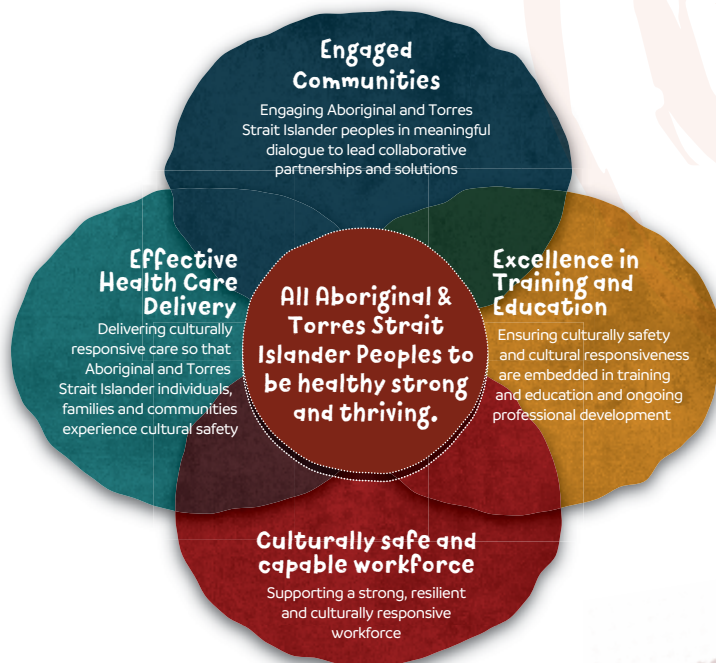 Engaged
Communities
Engaging Aboriginal and Torres
Strait Islander peoples in meaningful
dialogue to lead collaborative
partnerships and solutions
Effective
Health Care
Delivery
Delivering culturally
responsive care so that
Aboriginal and Torres
Strait Islander individuals,
families and communities
experience cultural safety
All Aboriginal &
Torres Strait
Islander Peoples to
be healthy strong
and thriving.
Excellence in
Training and
Education
Ensuring culturally safety
and cultural responsiveness
are embedded in training
and education and ongoing
professional development
Culturally safe and
capable workforce
Supporting a strong, resilient
and culturally responsive
workforce